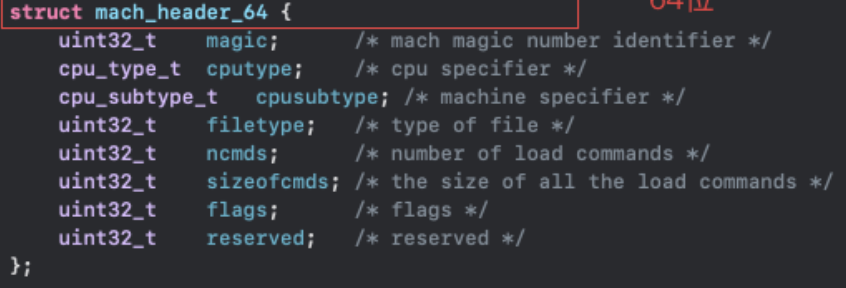 64位
struct mach_header_64 {
    uint32_t    magic;      /* mach magic number identifier */
    cpu_type_t  cputype;    /* cpu specifier */
    cpu_subtype_t   cpusubtype; /* machine specifier */
    uint32_t    filetype;   /* type of file */
    uint32_t    ncmds;      /* number of load commands */
    uint32_t    sizeofcmds; /* the size of all the load commands */
    uint32_t    flags;      /* flags */
    uint32_t    reserved;   /* reserved */
};